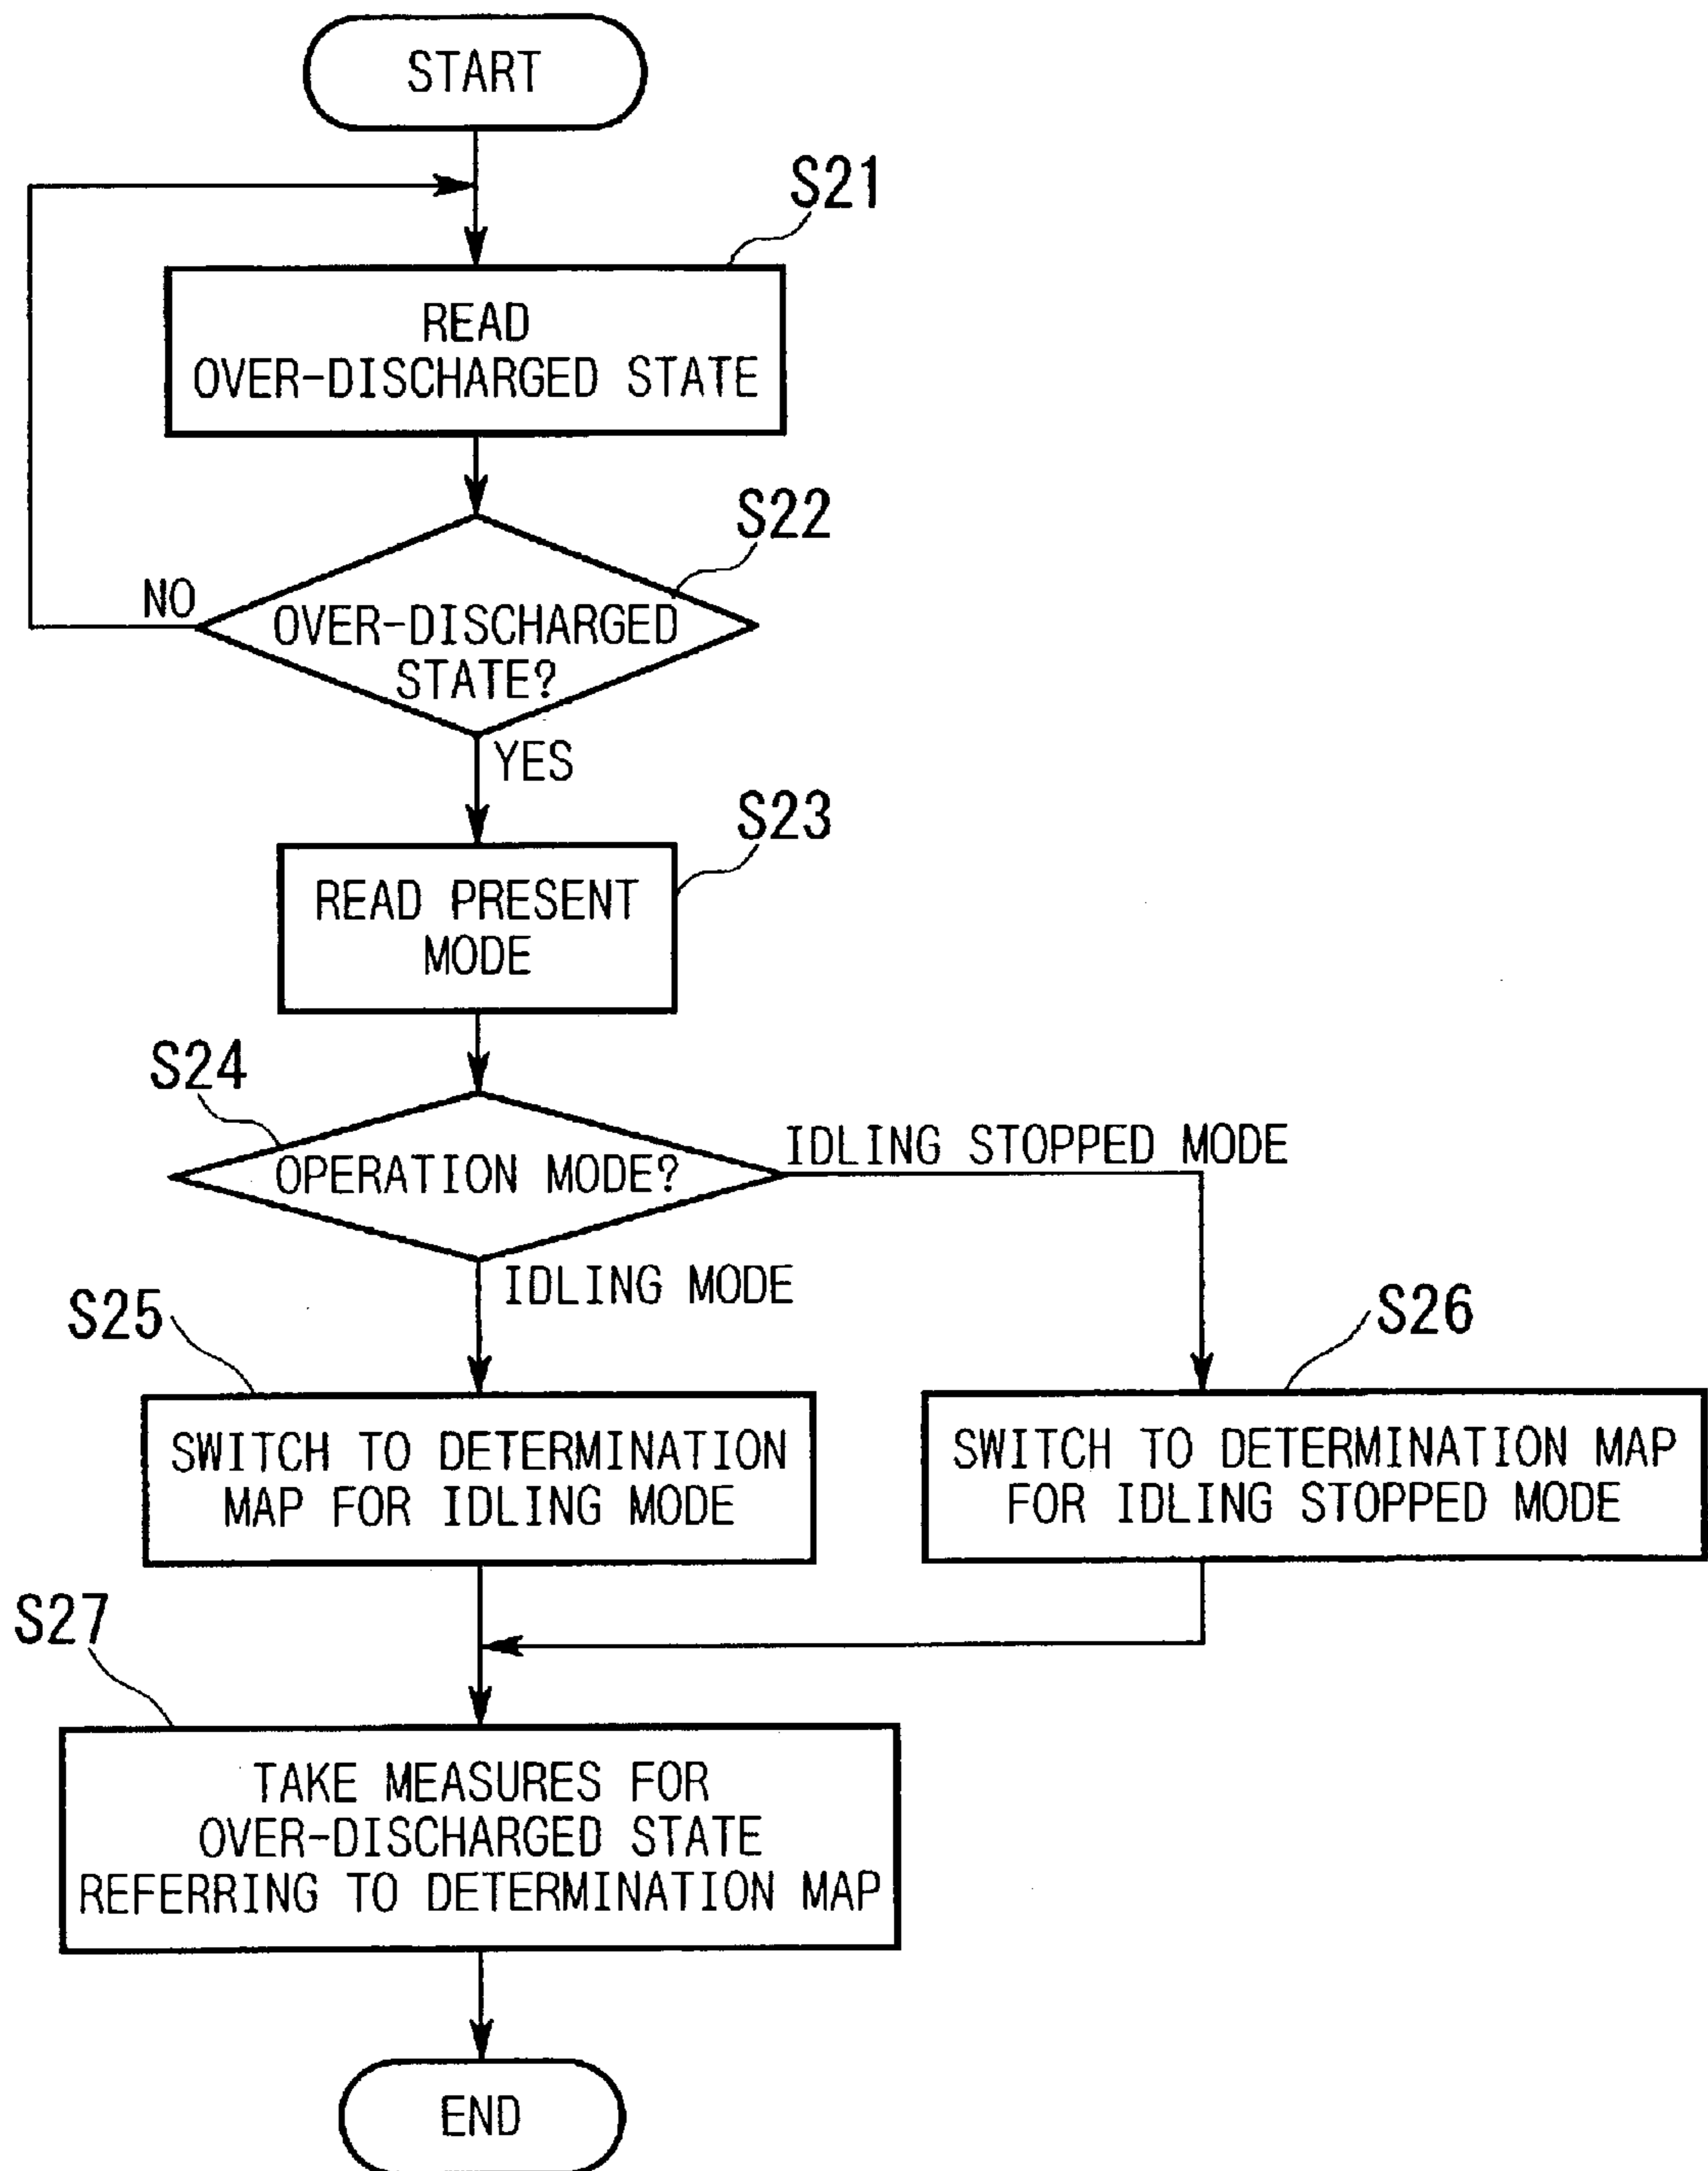 START
S21
READ
OVER-DISCHARGED STATE
S22
NO
OVER-DISCHARGED
STATE?
YES
S23
READ PRESENT
MODE
S24
OPERATION MODE?
IDLING STOPPED MODE
IDLING MODE
S25
SWITCH TO DETERMINATION
MAP FOR IDLING MODE
S26
SWITCH TO DETERMINATION MAP
FOR IDLING STOPPED MODE
S27
TAKE MEASURES FOR
OVER-DISCHARGED STATE
REFERRING TO DETERMINATION MAP
END